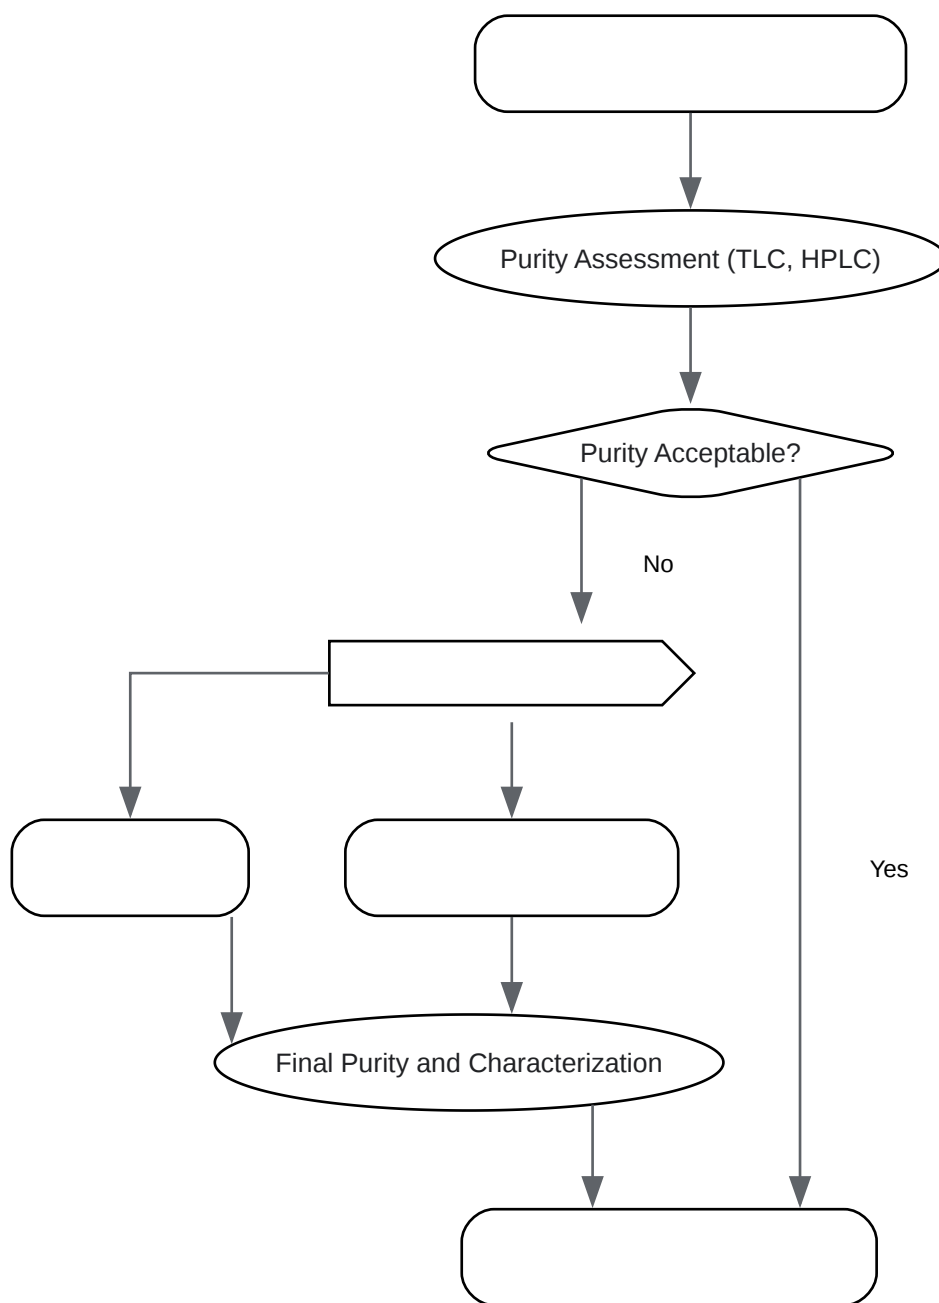 Purity Assessment (TLC, HPLC)
Purity Acceptable?
No
Yes
Final Purity and Characterization